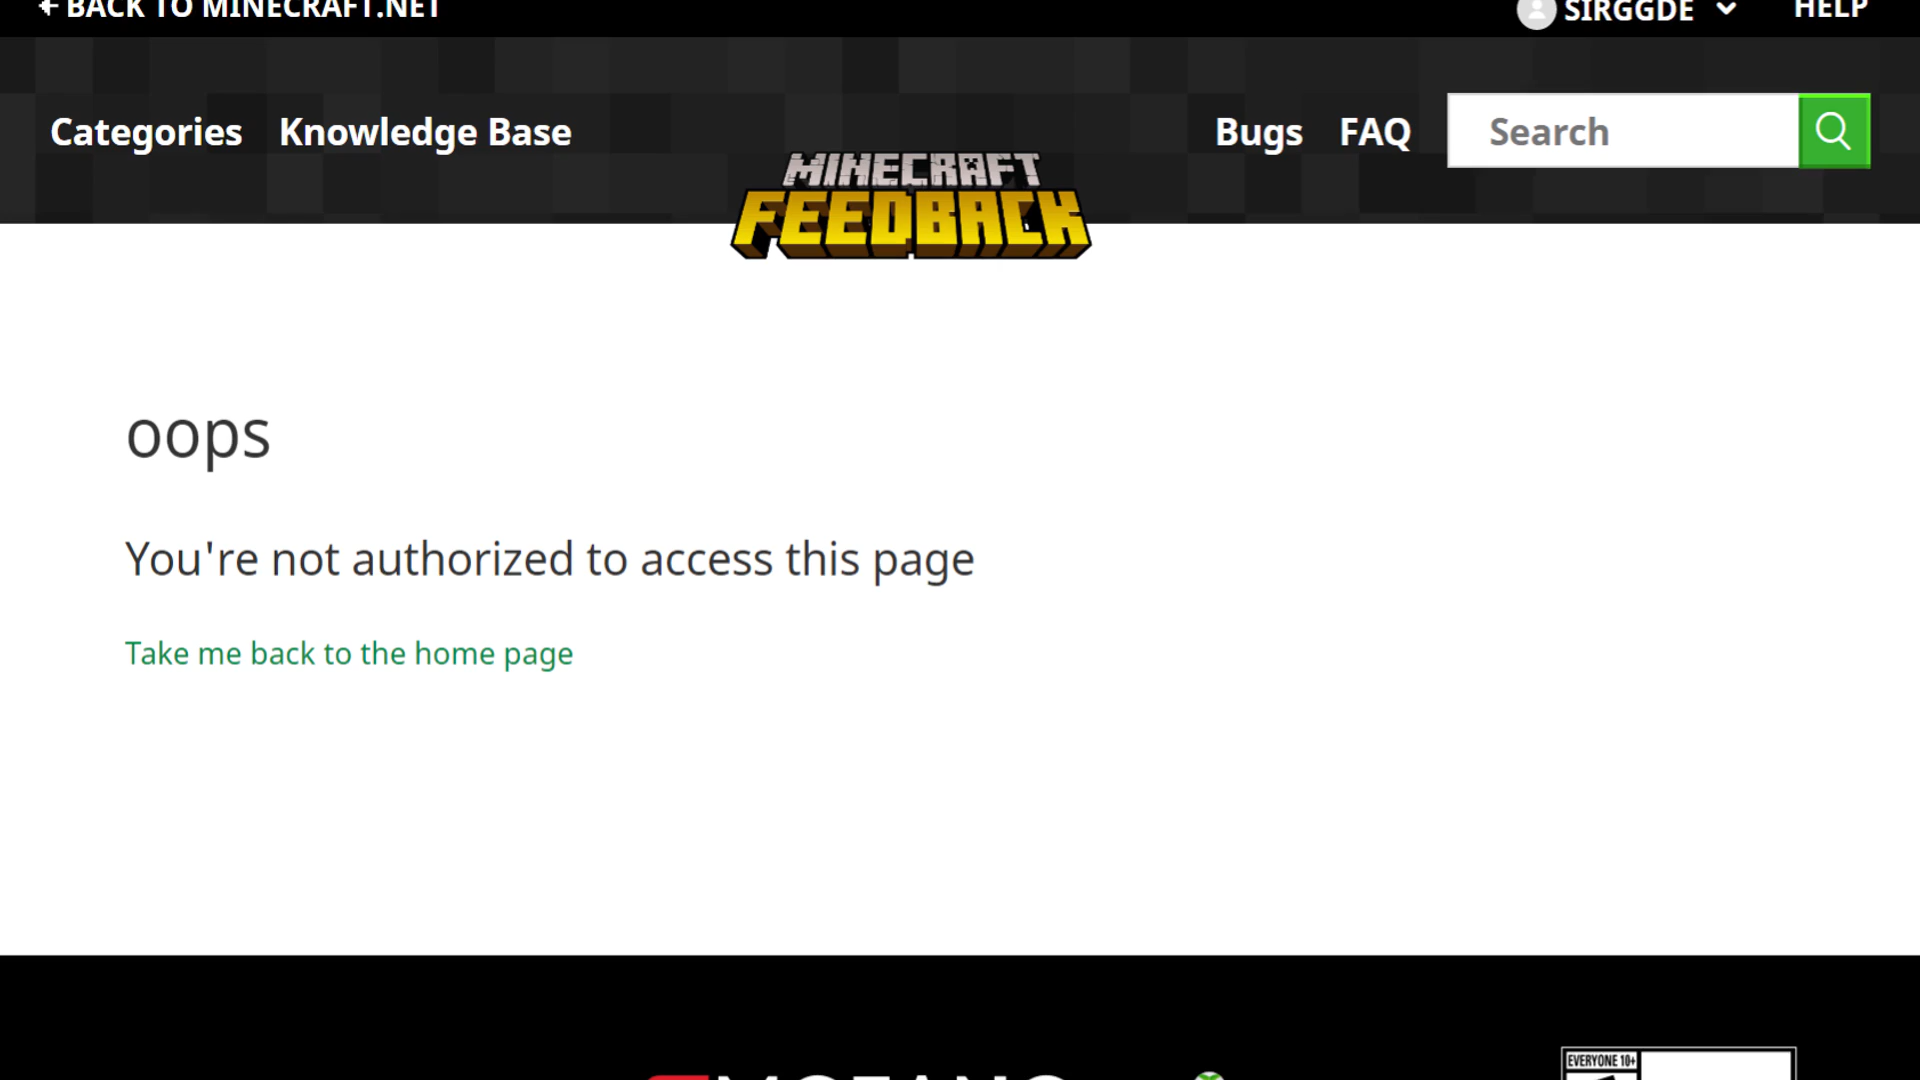 BACK TO MINECRAFT.NET
SIRGGDE
HELP
Categories
Knowledge Base
MINECRAFT
FEEDBACK
Bugs
FAQ
Search
oops
You're not authorized to access this page
Take me back to the home page
MOJANG
EVERYONE 10+